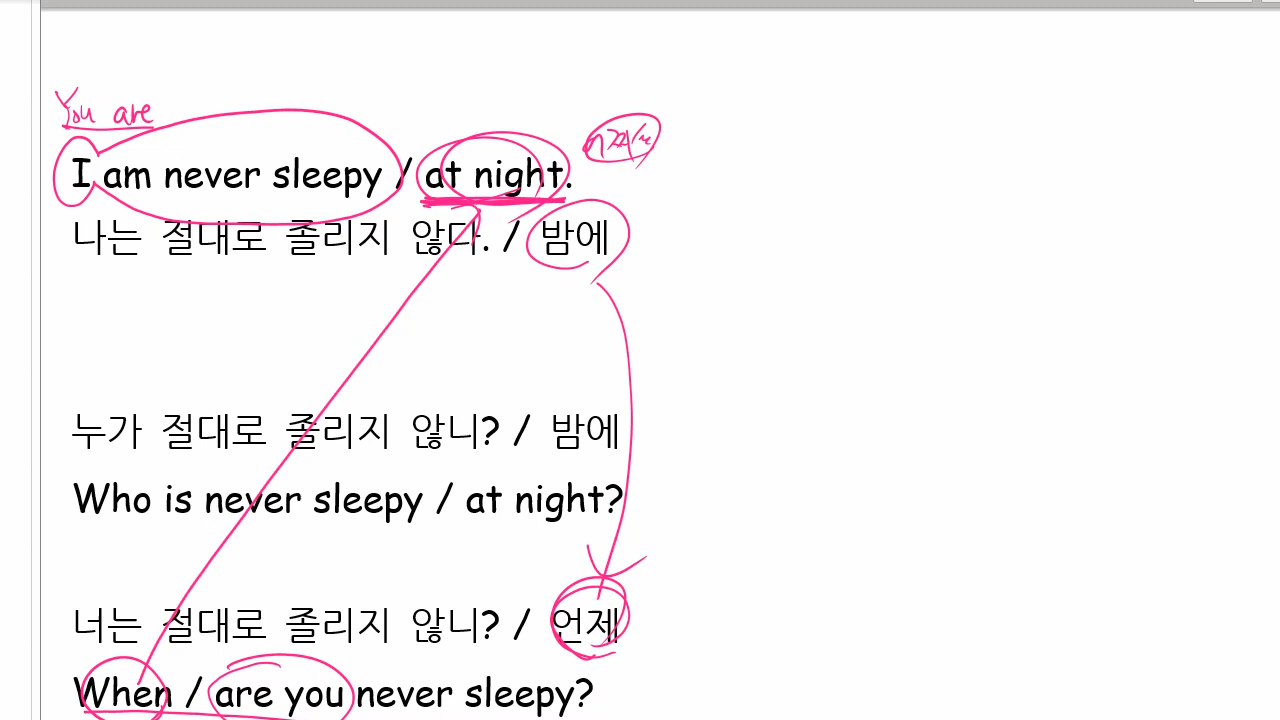 You are
I am never sleepy / at night.
나는 절대로 졸리지 않다. / 밤에
누가 절대로 졸리지 않니? / 밤에
Who is never sleepy / at night?
너는 절대로 졸리지 않니? / 언제
When / are you never sleepy?